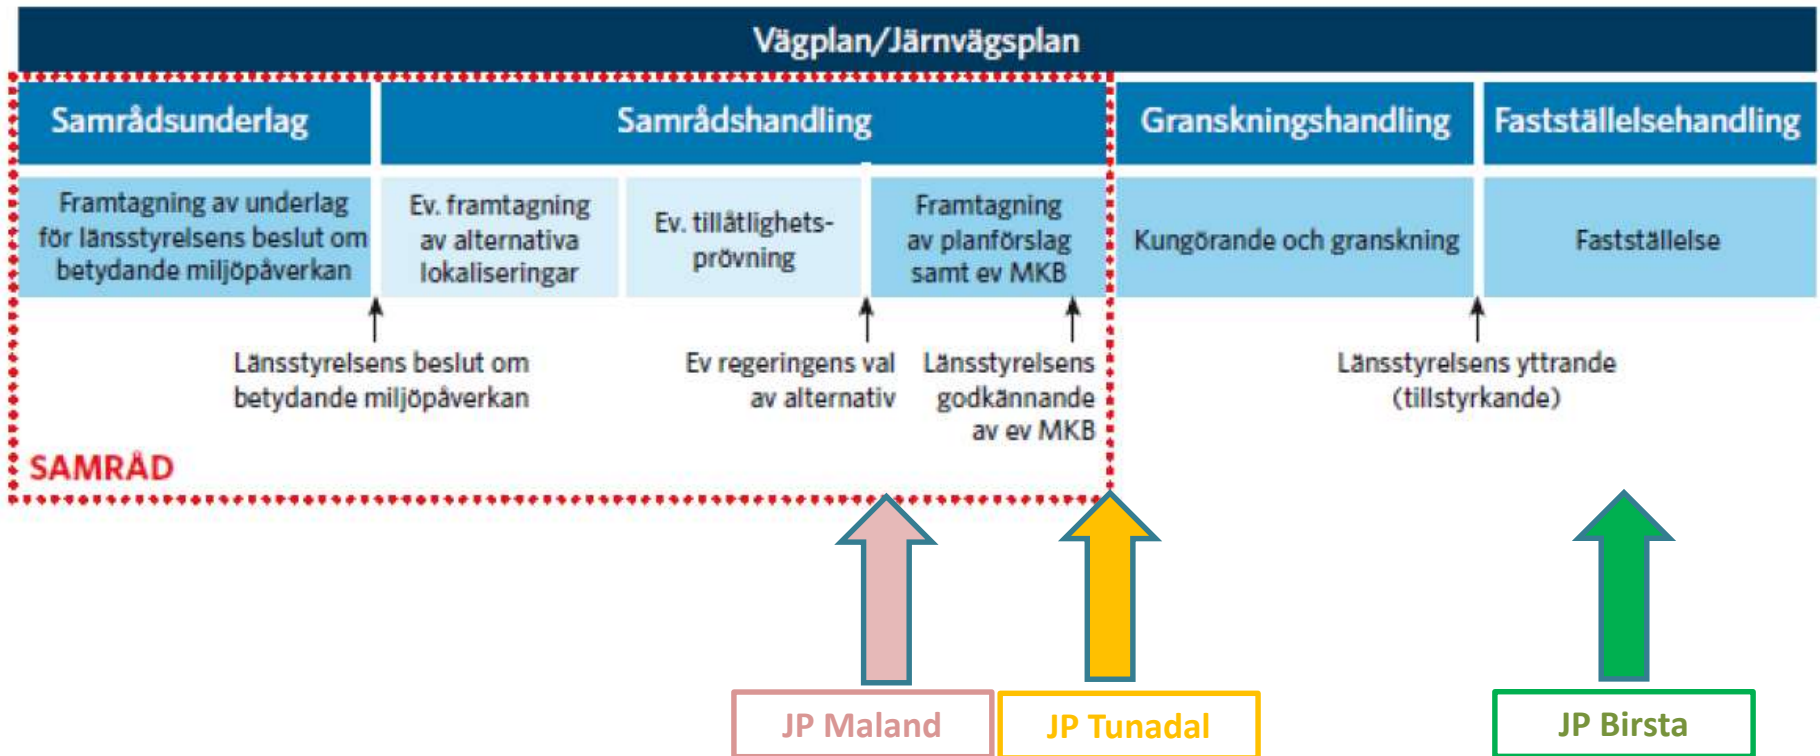 Vägplan/Järnvägsplan
Samrådsunderlag
Samrådshandling
Granskningshandling
Fastställelsehandling
Framtagning av underlag
för länsstyrelsens beslut om
betydande miljöpåverkan
Ev. framtagning
av alternativa
lokaliseringar
Ev. tillåtlighets-
prövning
Framtagning
av planförslag
samt ev MKB
Kungörande och granskning
Fastställelse
Länsstyrelsens beslut om
betydande miljöpåverkan
Ev regeringens val
av alternativ
Länsstyrelsens
godkännande
av ev MKB
Länsstyrelsens yttrande
(tillstyrkande)
SAMRÅD
JP Maland
JP Tunadal
JP Birsta